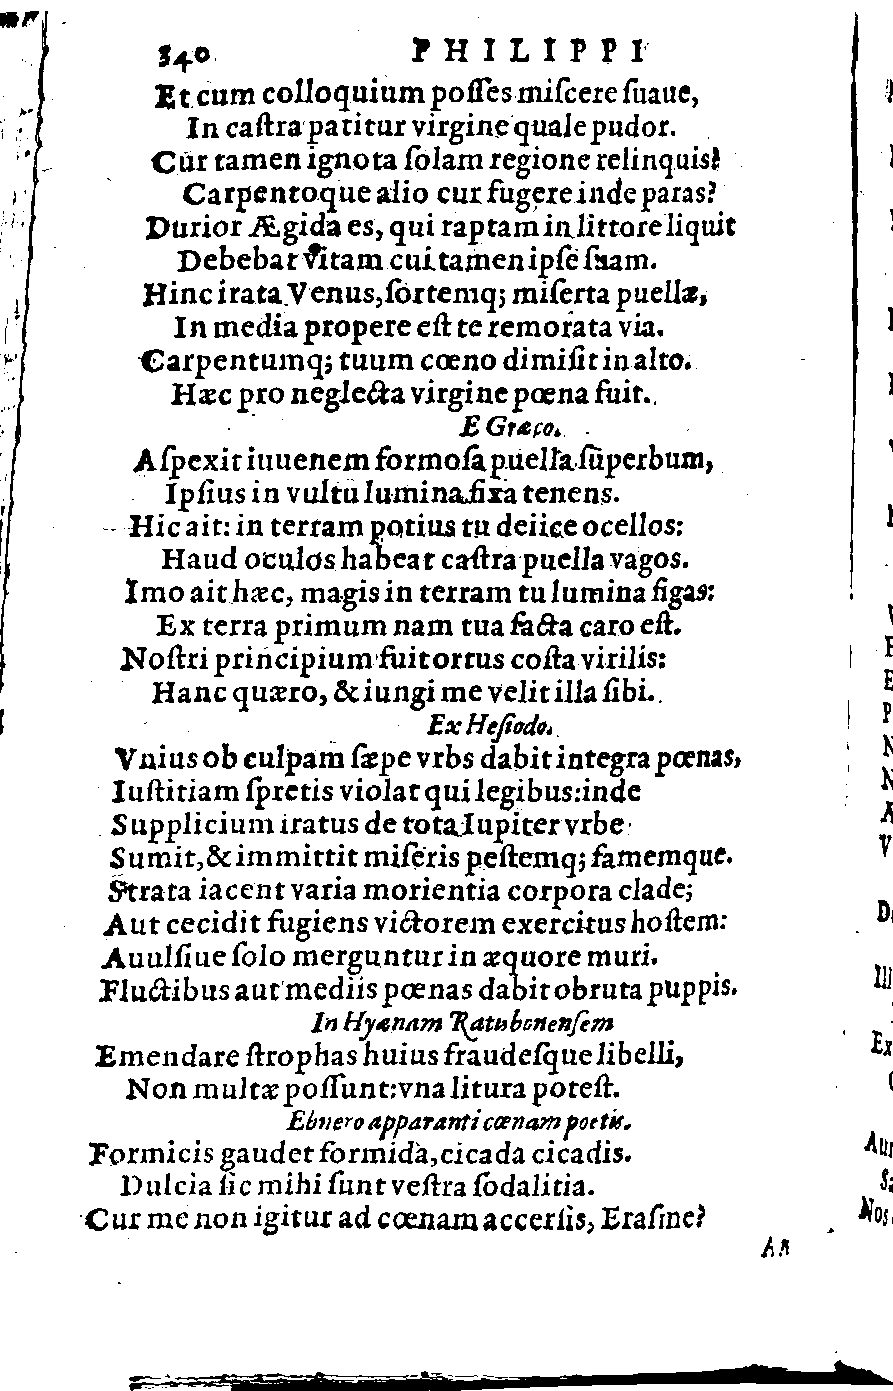 340 PHILIPPI
Et cum colloquium poſſes miſcere ſuaue,
In caſtra patitur virgine quale pudor.
Cur tamen ignota ſolam regione relinquis?
Carpentoque alio cur fugere inde paras?
Durior Ægida es, qui raptam in littore liquit
Debebat vitam cui tamen ipſe ſuam.
Hinc irata Venus, ſortemq; miſerta puellæ,
In media propere eſt te remorata via.
Carpentumq; tuum cœno dimiſit in alto.
Hæc pro neglecta virgine pœna fuit.
E Græco.
Aſpexit iuuenem formoſa puella ſuperbum,
Ipſius in vultu lumina fixa tenens.
Hic ait: in terram potius tu deiice ocellos:
Haud oculos habeat caſtra puella vagos.
Imo ait hæc, magis in terram tu lumina figas:
Ex terra primum nam tua facta caro eſt.
Noſtri principium fuit ortus coſta virilis:
Hanc quæro, & iungi me velit illa ſibi.
Ex Heſiodo.
Vnius ob culpam ſæpe vrbs dabit integra pœnas,
Iuſtitiam ſpretis violat qui legibus: inde
Supplicium iratus de tota Iupiter vrbe
Sumit, & immittit miſeris peſtemq; famemque.
Strata iacent varia morientia corpora clade;
Aut cecidit fugiens victorem exercitus hoſtem:
Auulſiue ſolo merguntur in æquore muri.
Fluctibus aut mediis pœnas dabit obruta puppis.
In Hyænam Ratubonenſem
Emendare ſtrophas huius fraudeſque libelli,
Non multæ poſſunt: vna litura poteſt.
Ebnero apparanti cœnam poetis.
Formicis gaudet formida, cicada cicadis.
Dulcia ſic mihi ſunt veſtra ſodalitia.
Cur me non igitur ad cœnam accerſis, Eraſme?